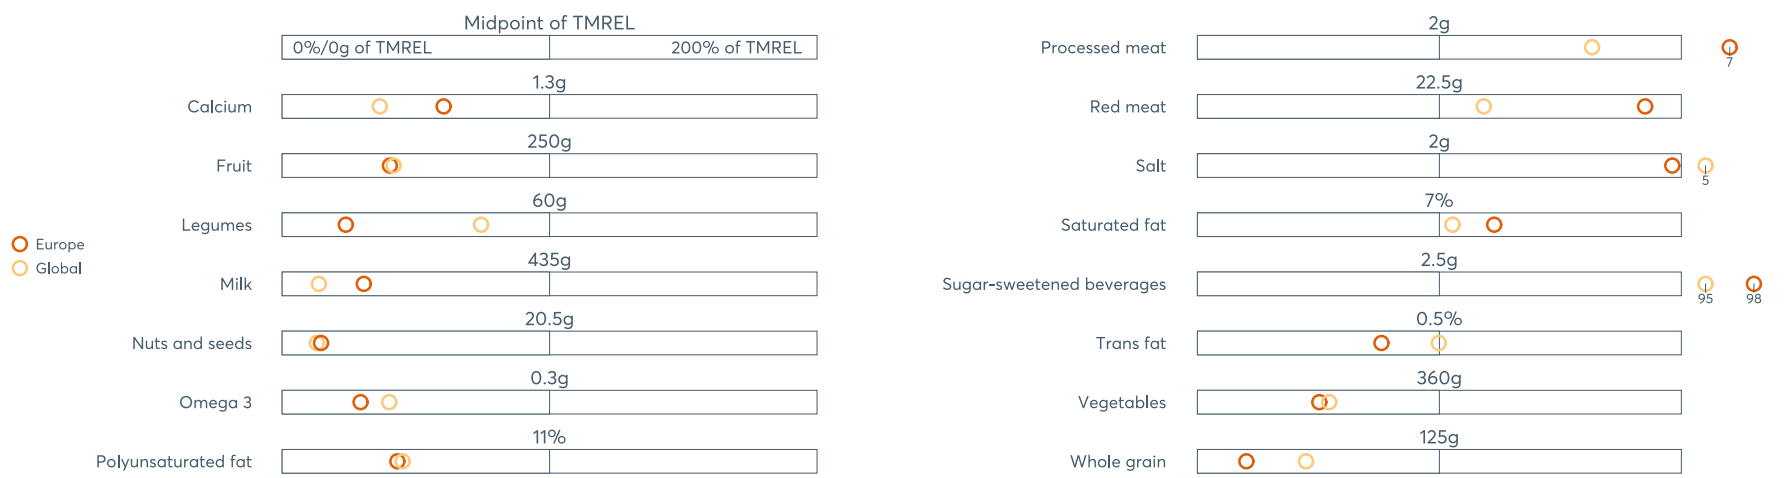 Midpoint of TMREL
0%/0g of TMREL 200% of TMREL
1.3g
Calcium
250g
Fruit
60g
Legumes
435g
Milk
20.5g
Nuts and seeds
0.3g
Omega 3
11%
Polyunsaturated fat
Europe
Global
2g
Processed meat
7
22.5g
Red meat
2g
Salt
5
7%
Saturated fat
2.5g
Sugar-sweetened beverages
95 98
0.5%
Trans fat
360g
Vegetables
125g
Whole grain